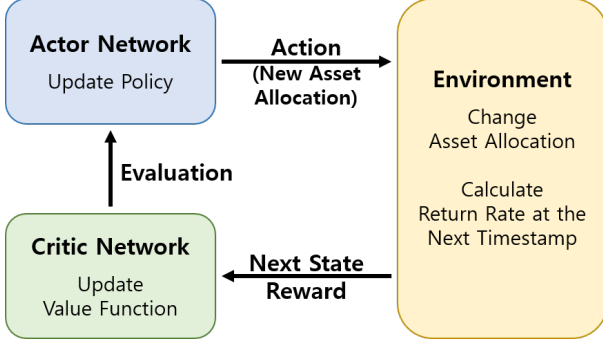 Actor Network
Update Policy
Action
(New Asset
Allocation)
Environment
Change
Asset Allocation
Calculate
Return Rate at the
Next Timestamp
Evaluation
Critic Network
Update
Value Function
Next State
Reward